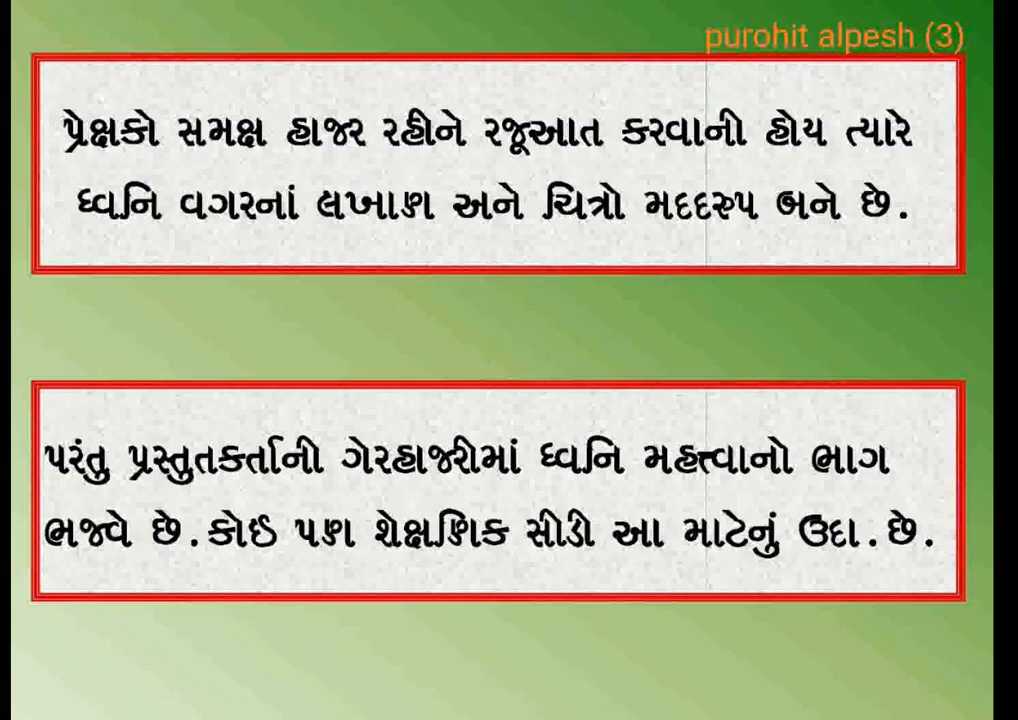 purohit alpesh (3)
પ્રેક્ષકો સમક્ષ હાજર રહીને રજૂઆત કરવાની હોય ત્યારે
ધ્વનિ વગરનાં લખાણ અને ચિત્રો મદદરુપ બને છે.
પરંતુ પ્રસ્તુતકર્તાની ગેરહાજરીમાં ધ્વનિ મહત્ત્વાનો ભાગ
ભજ્વે છે.કોઈ પણ શેક્ષણિક સીડી આ માટેનું ઉદા.છે.